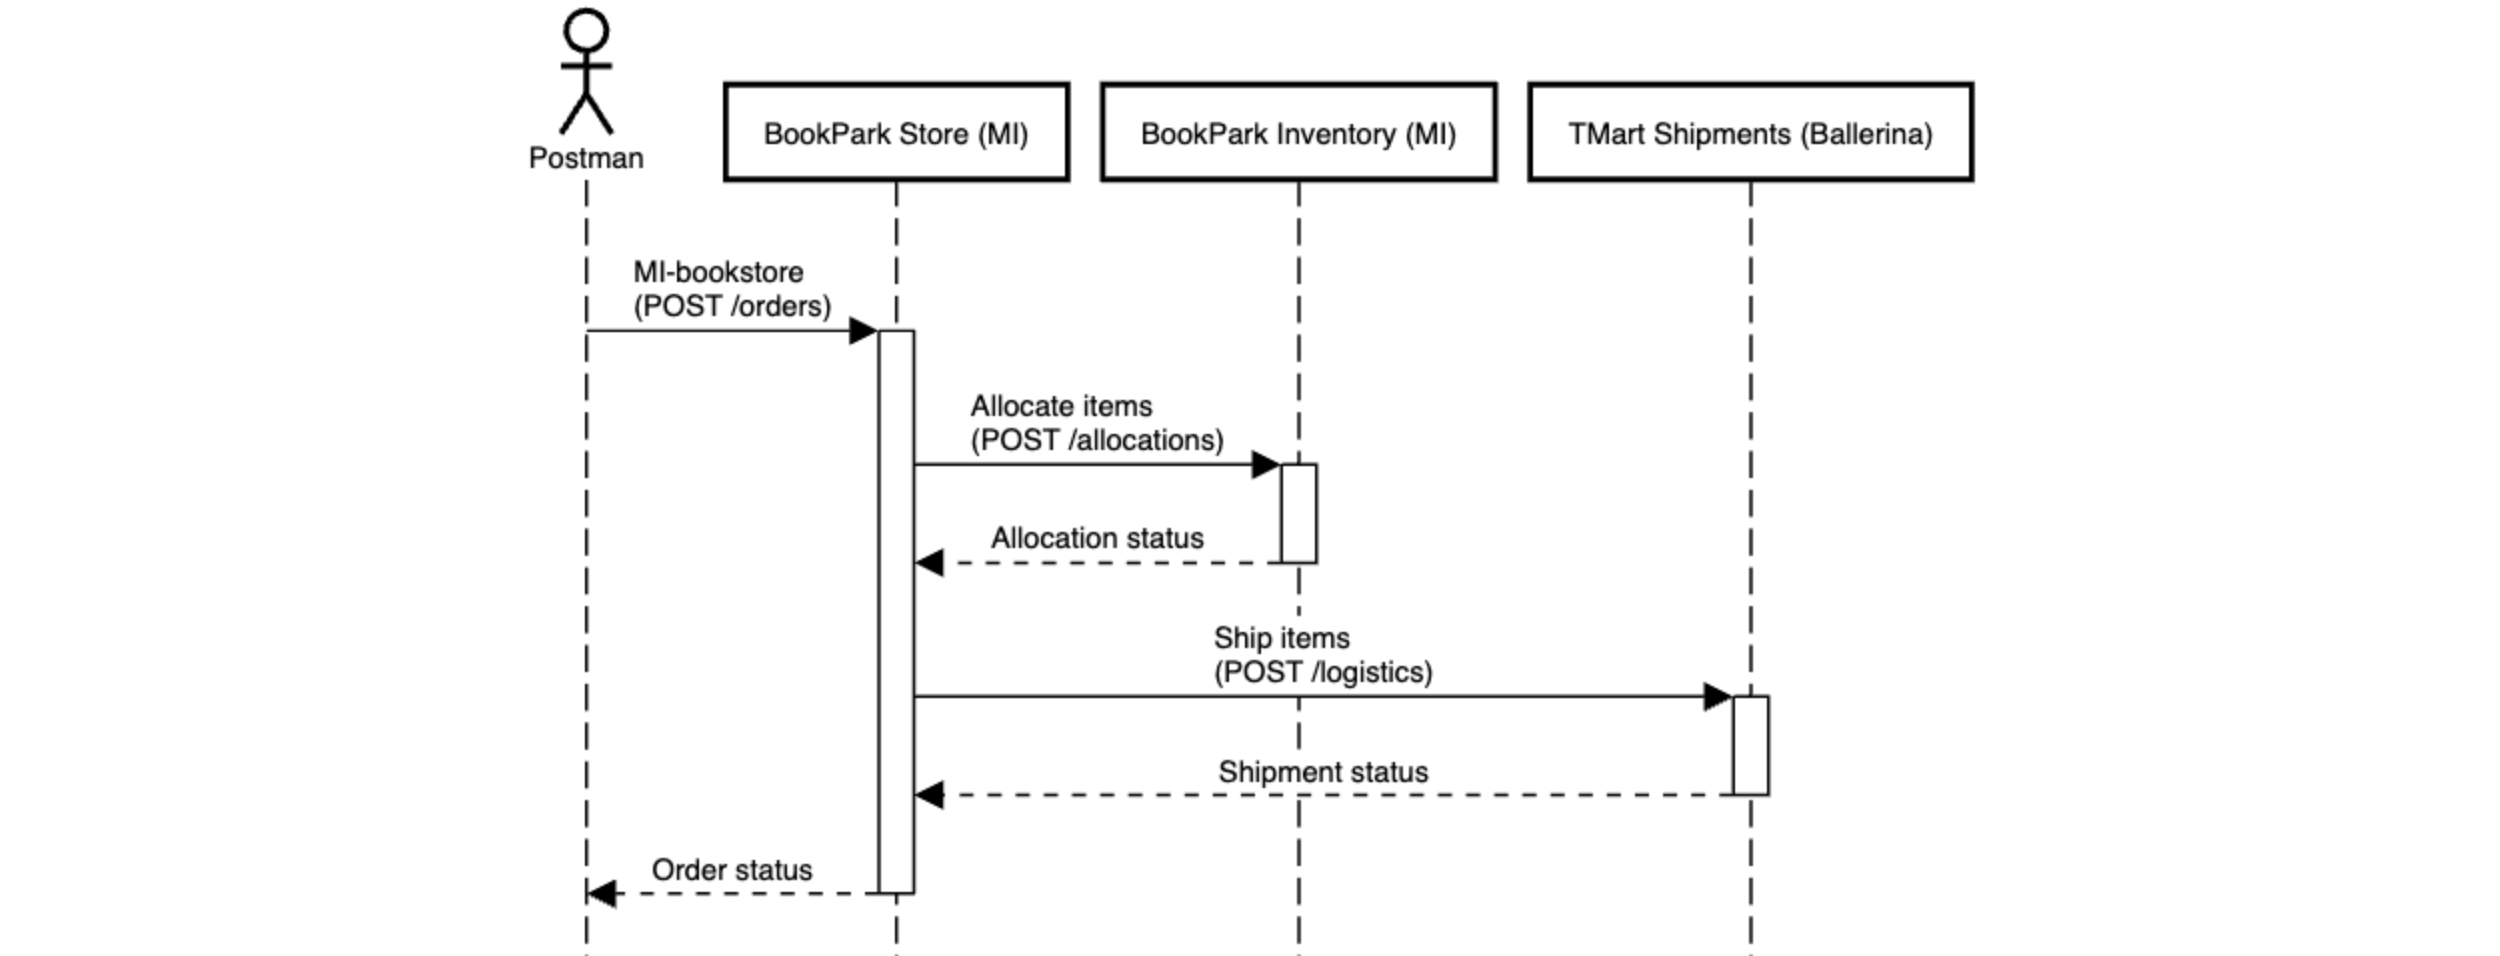 Postman
BookPark Store (MI)
BookPark Inventory (MI)
TMart Shipments (Ballerina)
MI-bookstore
(POST /orders)
Allocate items
(POST /allocations)
Allocation status
Ship items
(POST /logistics)
Shipment status
Order status